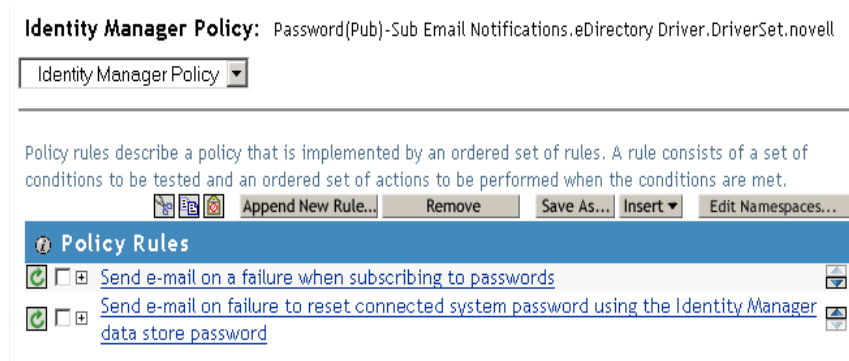 Identity Manager Policy: Password(Pub)-Sub Email Notifications.eDirectory Driver.DriverSet.novell
Identity Manager Policy
Policy rules describe a policy that is implemented by an ordered set of rules. A rule consists of a set of
conditions to be tested and an ordered set of actions to be performed when the conditions are met.
Append New Rule... Remove Save As... Insert Edit Namespaces...
Policy Rules
Send e-mail on a failure when subscribing to passwords
Send e-mail on failure to reset connected system password using the Identity Manager
data store password